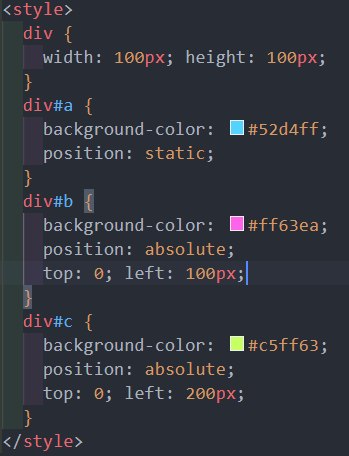 <style>
div {
width: 100px; height: 100px;
}
div#a {
background-color: #52d4ff;
position: static;
}
div#b {
background-color: #ff63ea;
position: absolute;
top: 0; left: 100px;
}
div#c {
background-color: #c5ff63;
position: absolute;
top: 0; left: 200px;
}
</style>